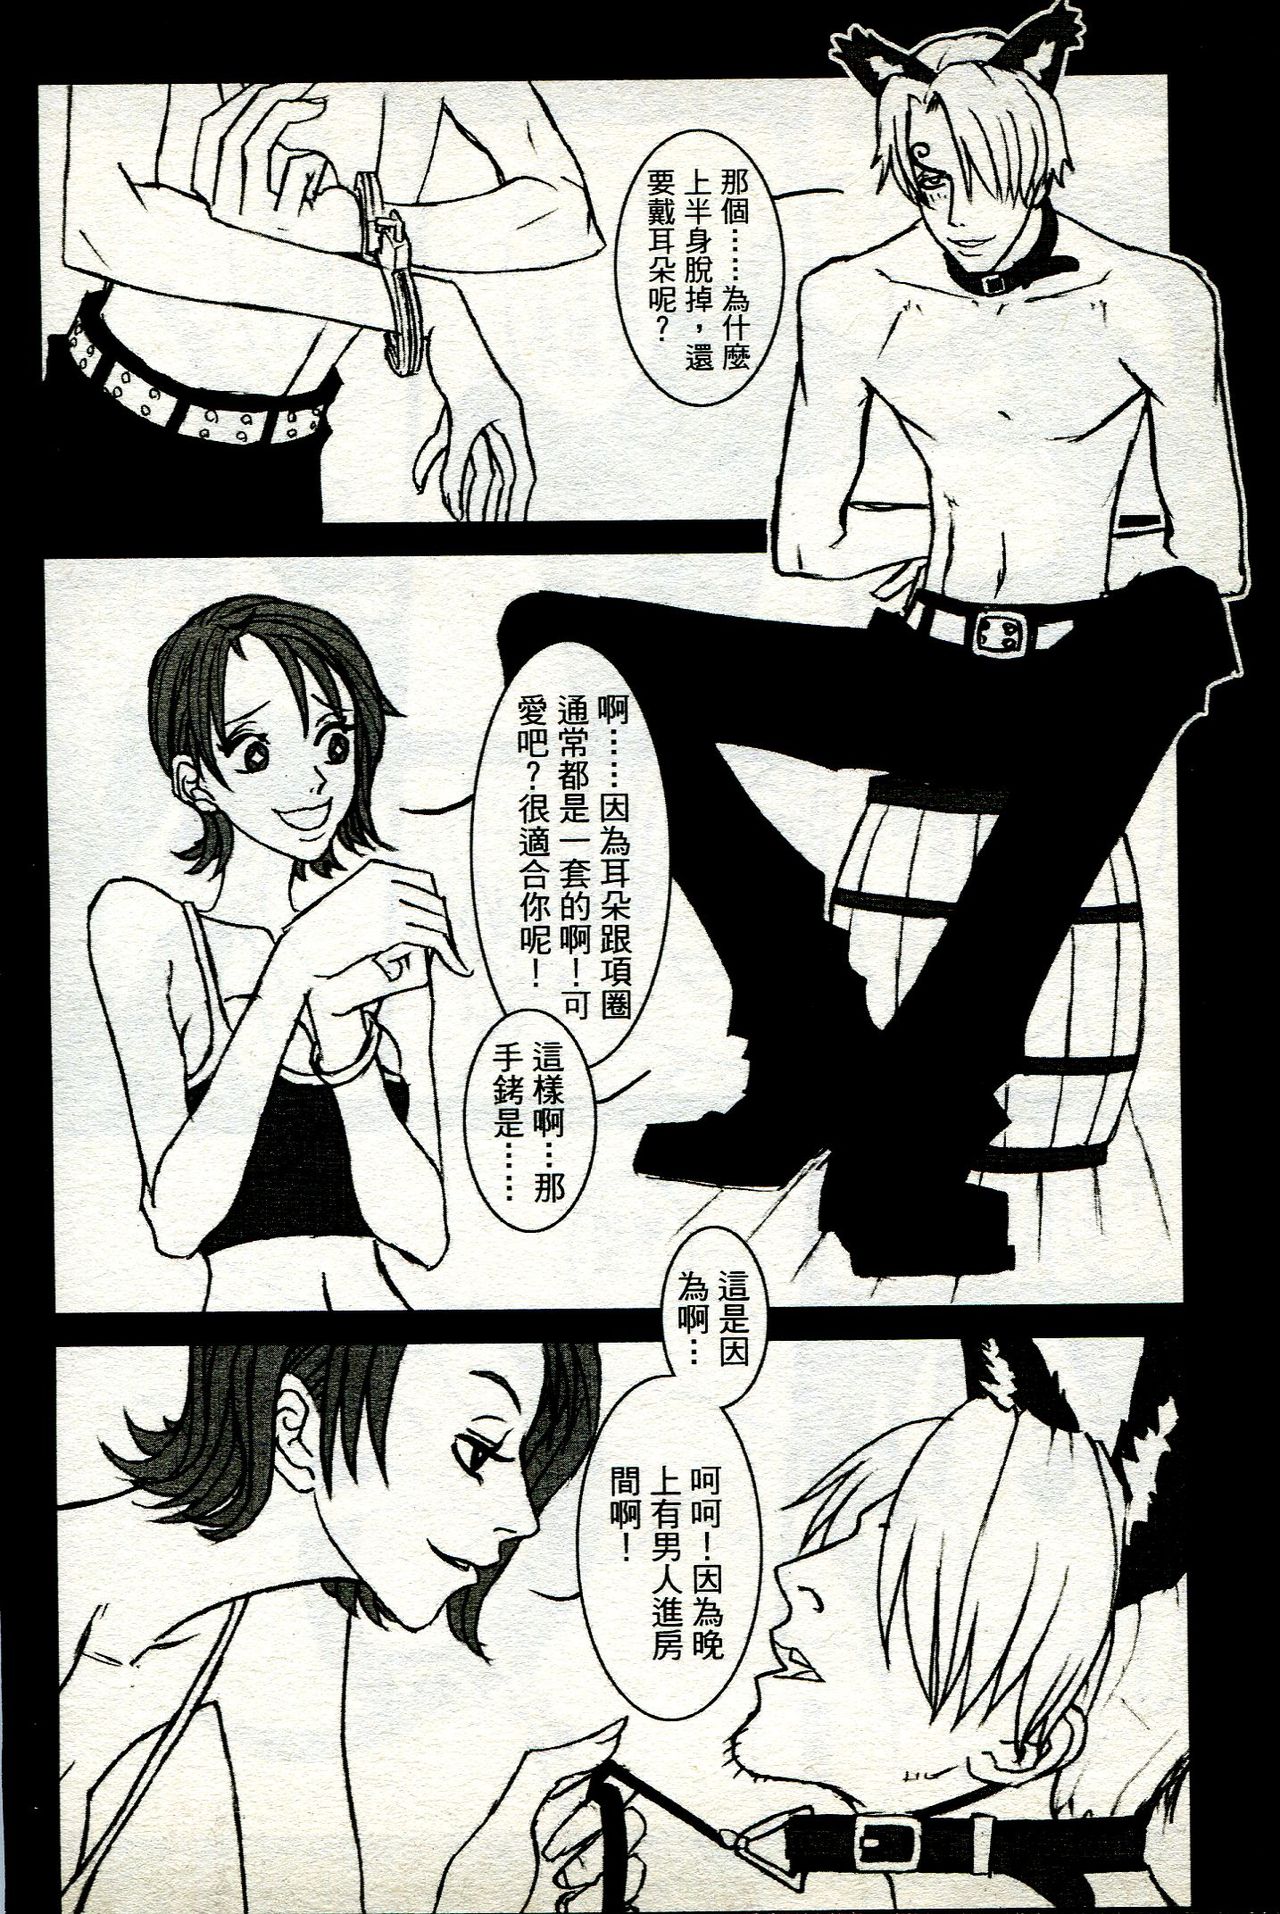 那個……為什麼
上半身脫掉，還
要戴耳朵呢？
啊……因為耳朵跟項圈
通常都是一套的啊！可
愛吧？很適合你呢！
這樣啊…那
手銬是……
這是因
為啊…
呵呵！因為晚
上有男人進房
間啊！